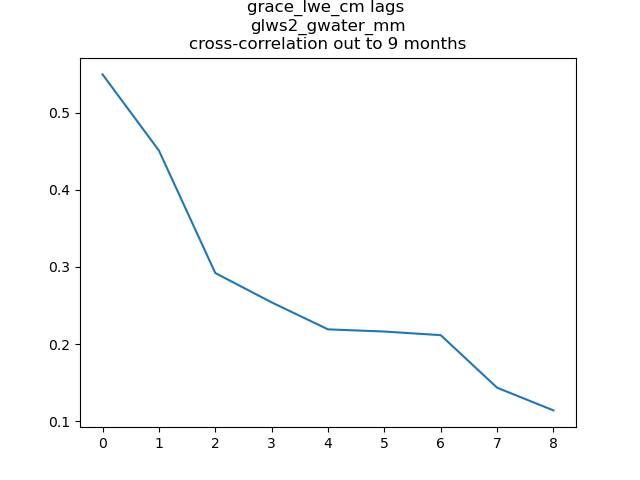 grace_lwe_cm lags
glws2_gwater_mm
cross-correlation out to 9 months
0.5
0.4
0.3
0.2
0.1
0 1 2 3 4 5 6 7 8